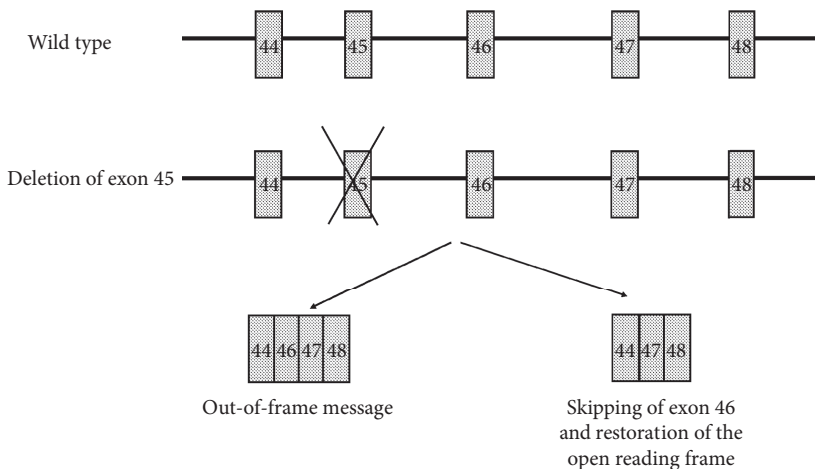 Wild type
44 45 46 47 48
Deletion of exon 45
44 45 46 47 48
44 46 47 48
44 47 48
Out-of-frame message
Skipping of exon 46
and restoration of the
open reading frame